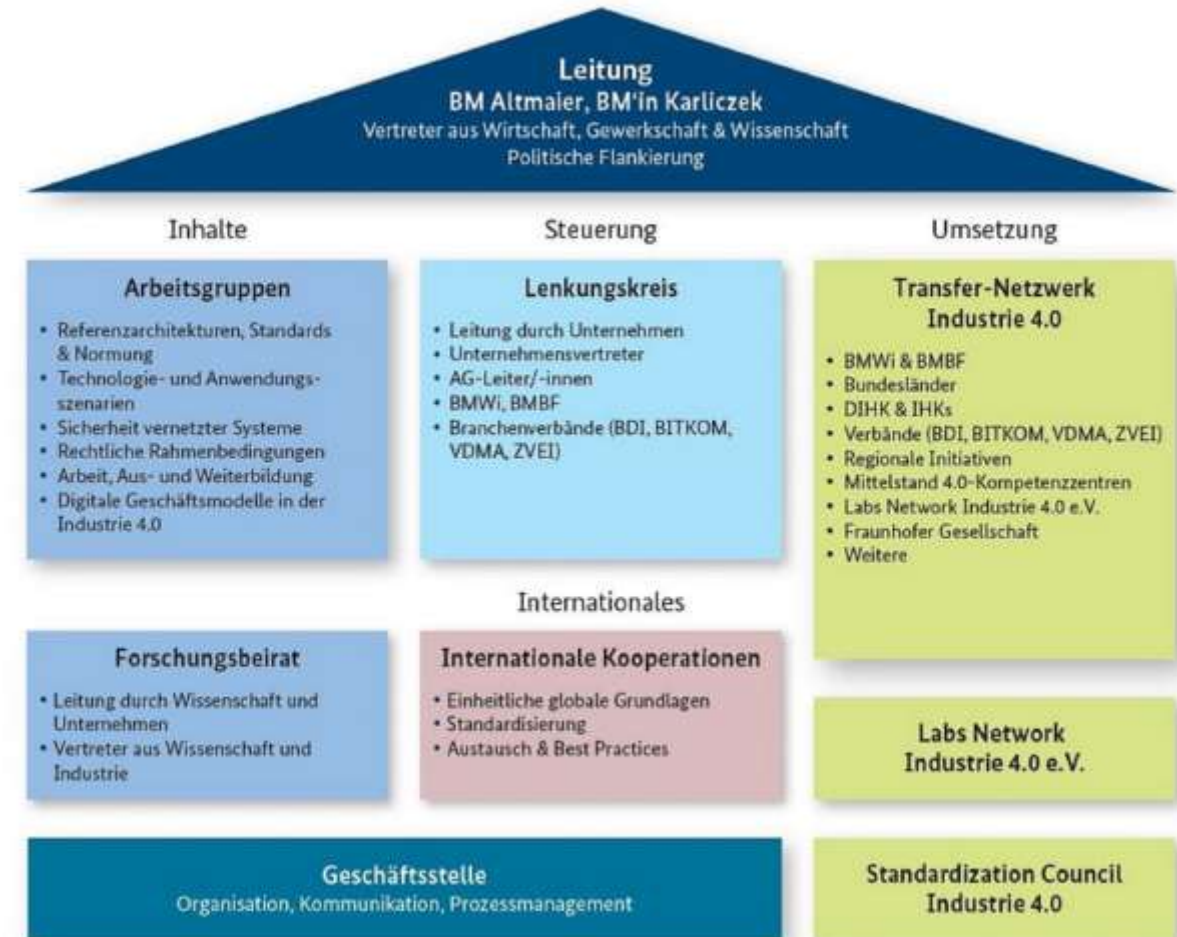 Leitung
BM Altmaier, BM'in Karliczek
Vertreter aus Wirtschaft, Gewerkschaft & Wissenschaft
Politische Flankierung
Inhalte
Arbeitsgruppen
• Referenzarchitekturen, Standards
& Normung
• Technologie- und Anwendungs-
szenarien
• Sicherheit vernetzter Systeme
• Rechtliche Rahmenbedingungen
• Arbeit, Aus- und Weiterbildung
• Digitale Geschäftsmodelle in der
Industrie 4.0
Steuerung
Lenkungskreis
• Leitung durch Unternehmen
• Unternehmensvertreter
• AG-Leiter/-innen
• BMWi, BMBF
• Branchenverbände (BDI, BITKOM,
VDMA, ZVEI)
Umsetzung
Transfer-Netzwerk
Industrie 4.0
• BMWi & BMBF
• Bundesländer
• DIHK & IHKs
• Verbände (BDI, BITKOM, VDMA, ZVEI)
• Regionale Initiativen
• Mittelstand 4.0-Kompetenzzentren
• Labs Network Industrie 4.0 e.V.
• Fraunhofer Gesellschaft
• Weitere
Forschungsbeirat
• Leitung durch Wissenschaft und
Unternehmen
• Vertreter aus Wissenschaft und
Industrie
Internationales
Internationale Kooperationen
• Einheitliche globale Grundlagen
• Standardisierung
• Austausch & Best Practices
Labs Network
Industrie 4.0 e.V.
Geschäftsstelle
Organisation, Kommunikation, Prozessmanagement
Standardization Council
Industrie 4.0